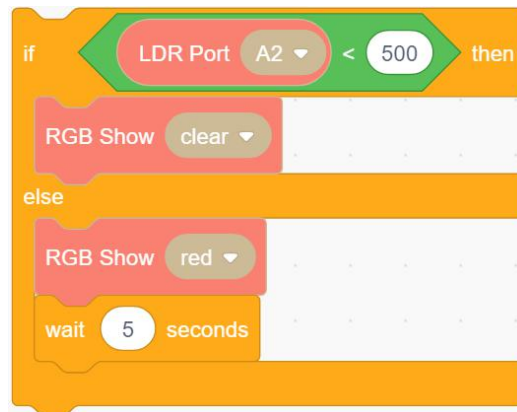 if LDR Port A2 < 500 then
RGB Show clear
else
RGB Show red
wait 5 seconds